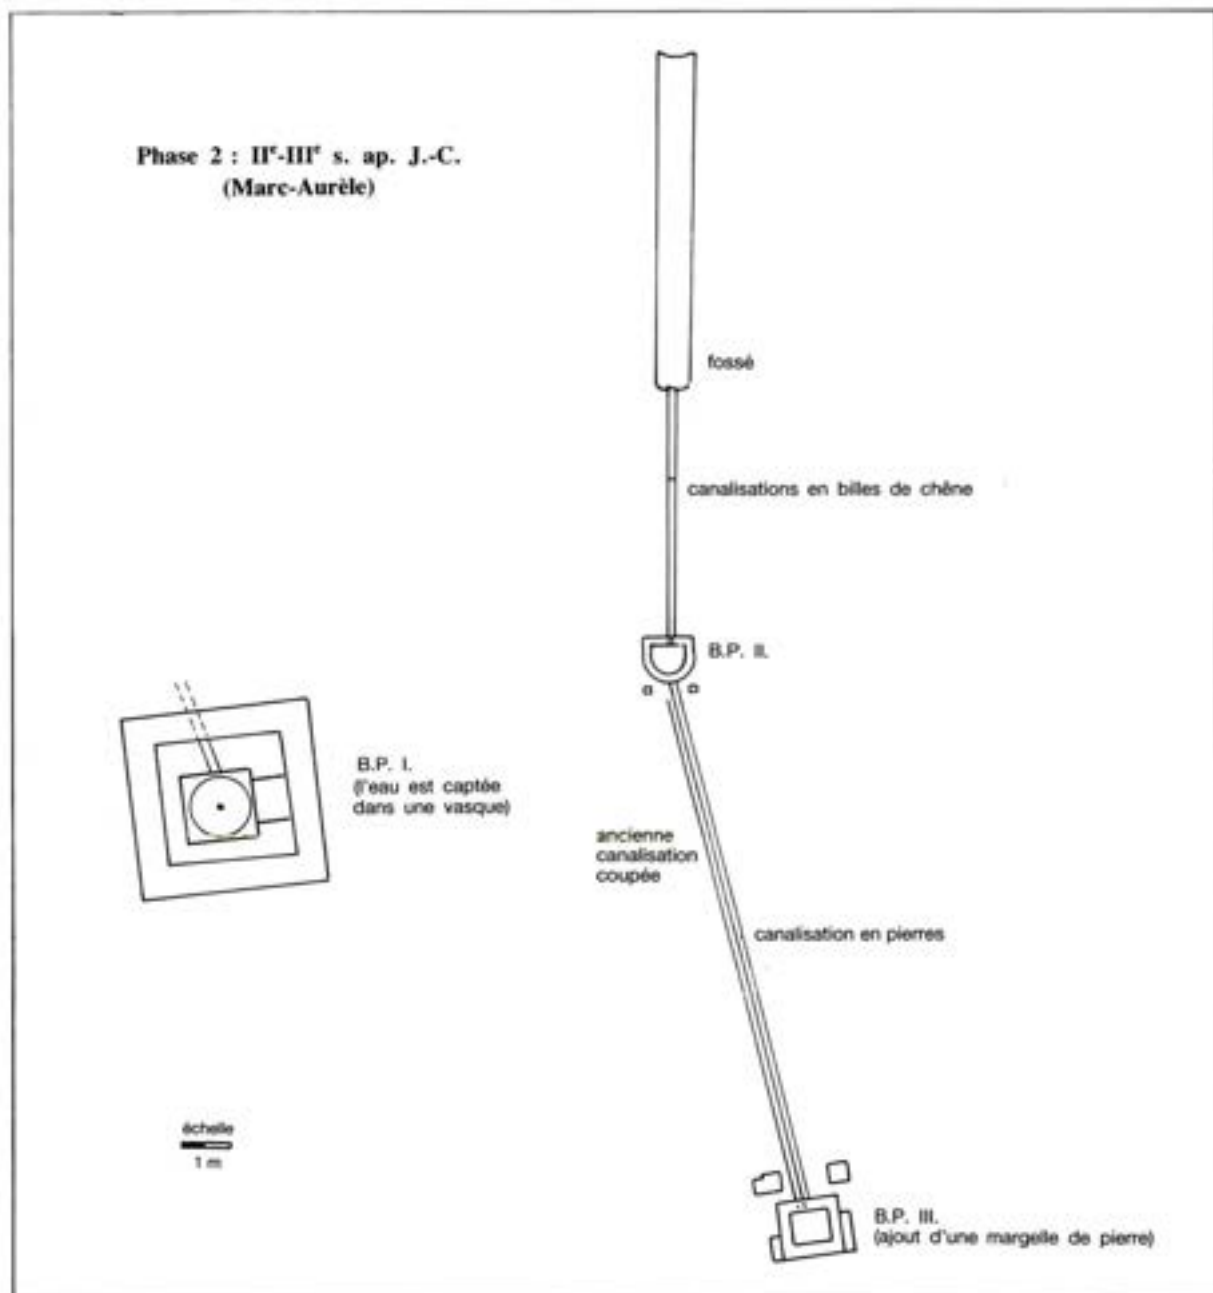 Phase 2 : IIᵉ-IIIᵉ s. ap. J.-C.
(Marc-Aurèle)
fossé
canalisations en billes de chêne
B.P. II.
B.P. I.
(l'eau est captée
dans une vasque)
ancienne
canalisation
coupée
canalisation en pierres
échelle
1 m
B.P. III.
(ajout d'une margelle de pierre)